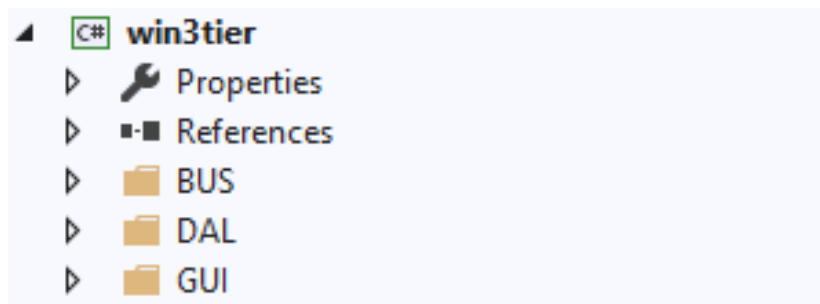 C# win3tier
Properties
References
BUS
DAL
GUI